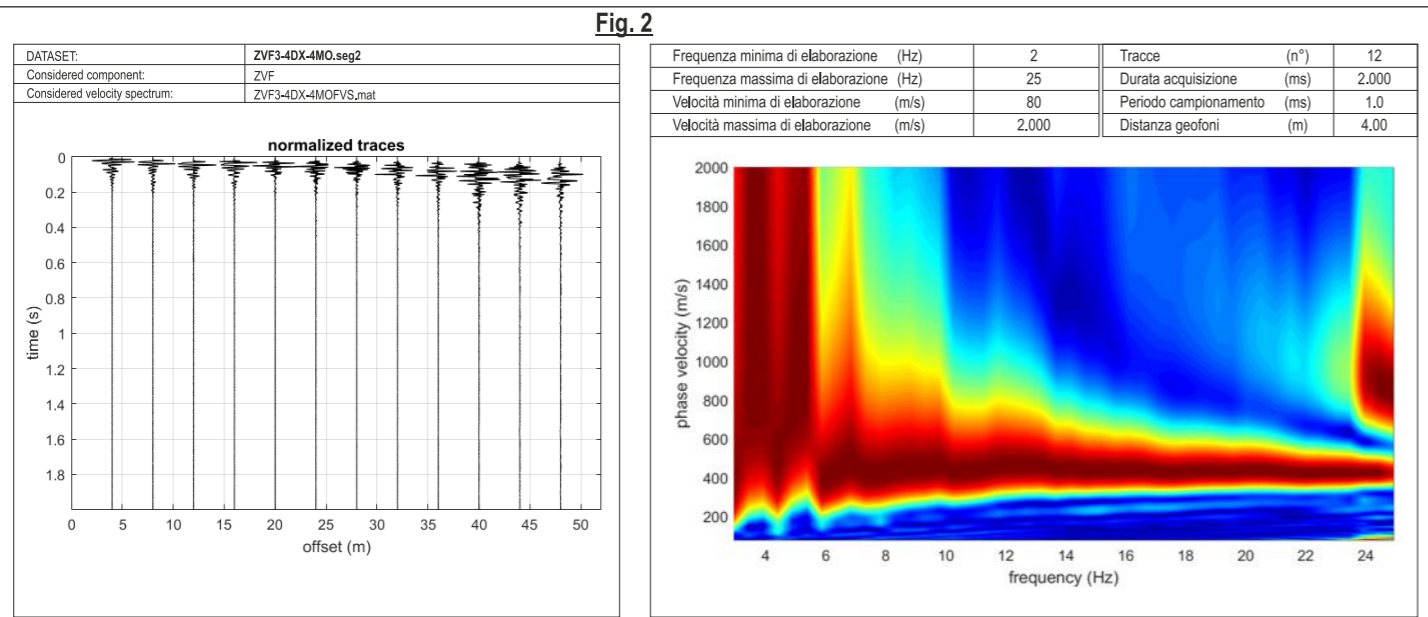 Fig. 2
DATASET: ZVF3-4DX-4MO.seg2
Considered component: ZVF
Considered velocity spectrum: ZVF3-4DX-4MOFVS.mat
normalized traces
0
0.2
0.4
0.6
0.8
1
1.2
1.4
1.6
1.8
time (s)
0 5 10 15 20 25 30 35 40 45 50
offset (m)
Frequenza minima di elaborazione (Hz) 2 Tracce (n°) 12
Frequenza massima di elaborazione (Hz) 25 Durata acquisizione (ms) 2.000
Velocità minima di elaborazione (m/s) 80 Periodo campionamento (ms) 1.0
Velocità massima di elaborazione (m/s) 2.000 Distanza geofoni (m) 4.00
2000
1800
1600
1400
1200
1000
800
600
400
200
phase velocity (m/s)
4 6 8 10 12 14 16 18 20 22 24
frequency (Hz)